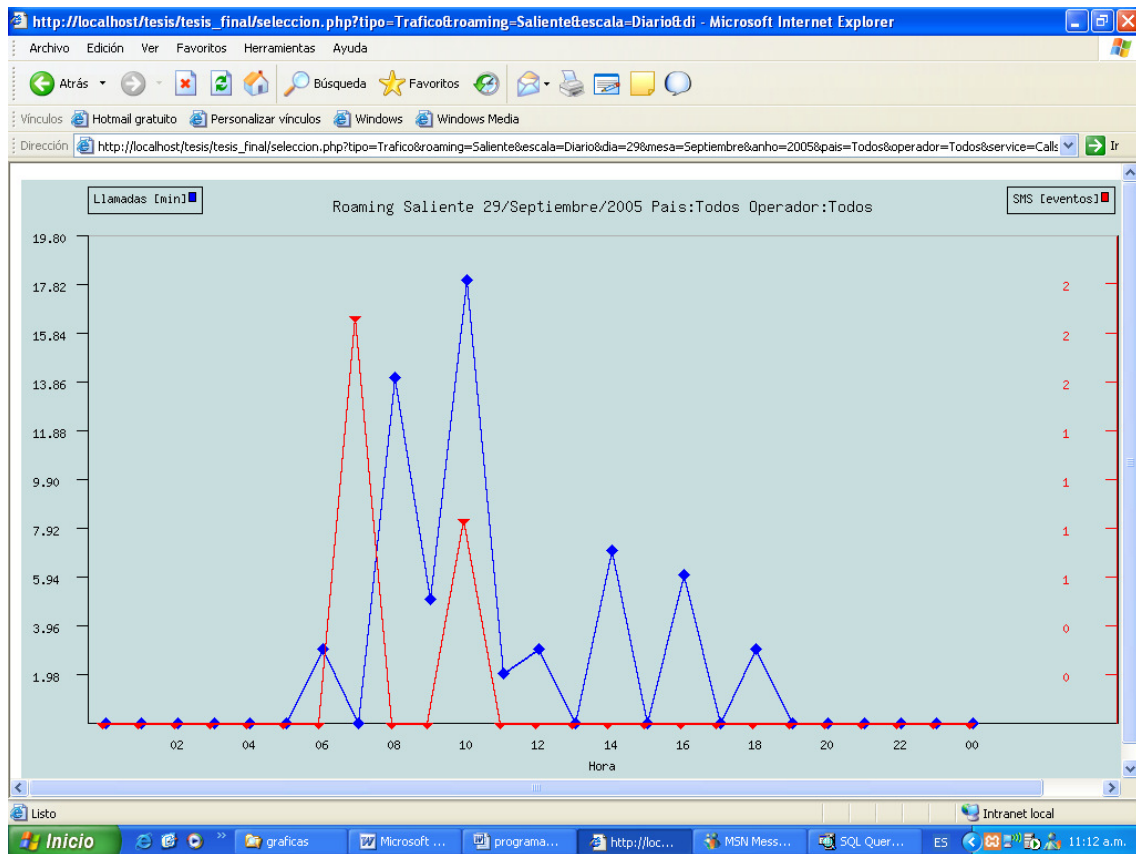 http://localhost/tesis/tesis_final/seleccion.php?tipo=Trafico&roaming=Saliente&escala=Diario&di - Microsoft Internet Explorer
Archivo Edición Ver Favoritos Herramientas Ayuda
Atrás Búsqueda Favoritos
Vínculos Hotmail gratuito Personalizar vínculos Windows Windows Media
Dirección http://localhost/tesis/tesis_final/seleccion.php?tipo=Trafico&roaming=Saliente&escala=Diario&dia=29&mesa=Septiembre&anho=2005&pais=Todos&operador=Todos&service=Calls Ir
Llamadas [min] Roaming Saliente 29/Septiembre/2005 Pais:Todos Operador:Todos SMS [eventos]
19.80
17.82 2
15.84 2
13.86 2
11.88 1
9.90 1
7.92 1
5.94 1
3.96 0
1.98 0
02 04 06 08 10 12 14 16 18 20 22 00
Hora
Listo Intranet local
Inicio » graficas Microsoft ... programa... http://loc... MSN Mess... SQL Quer... ES 11:12 a.m.